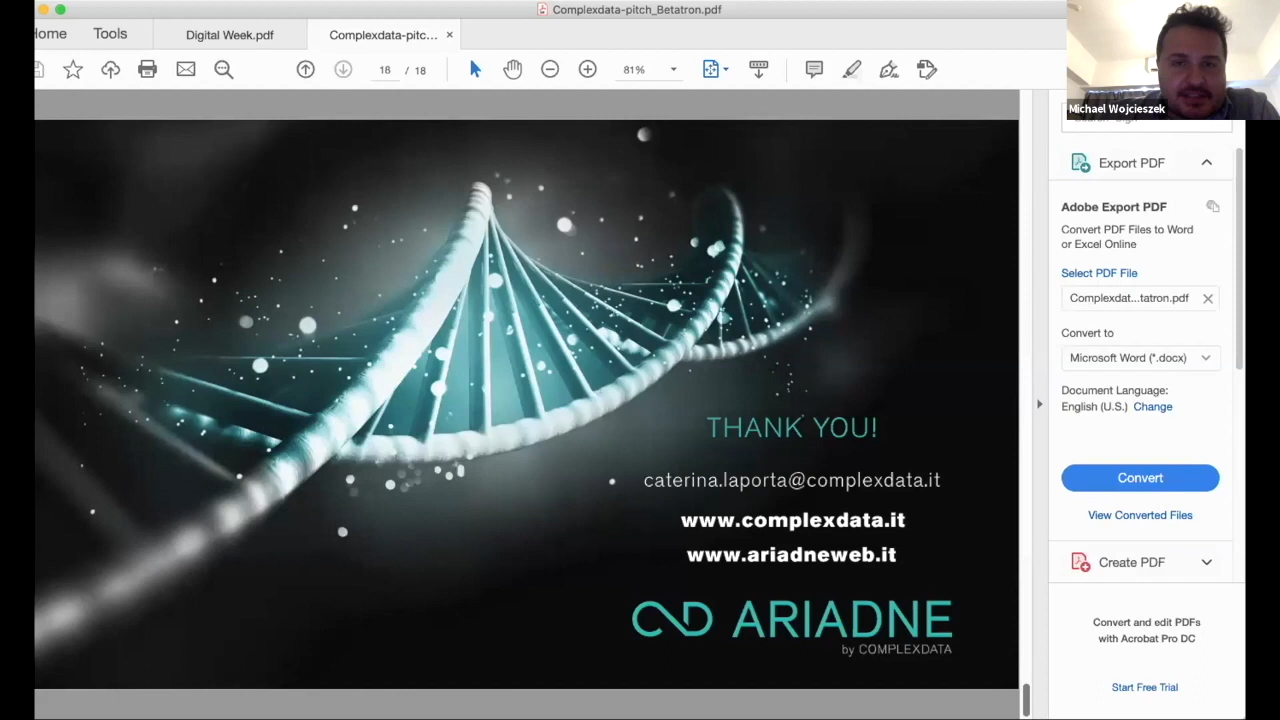 Complexdata-pitch_Betatron.pdf
Home
Tools
Digital Week.pdf
Complexdata-pitc... ×
18 / 18
81%
Michael Wojcieszek
Export PDF
Adobe Export PDF
Convert PDF Files to Word
or Excel Online
Select PDF File
Complexdat...tatron.pdf
Convert to
Microsoft Word (*.docx)
Document Language:
English (U.S.) Change
Convert
View Converted Files
Create PDF
Convert and edit PDFs
with Acrobat Pro DC
Start Free Trial
THANK YOU!
caterina.laporta@complexdata.it
www.complexdata.it
www.ariadneweb.it
ARIADNE
by COMPLEXDATA